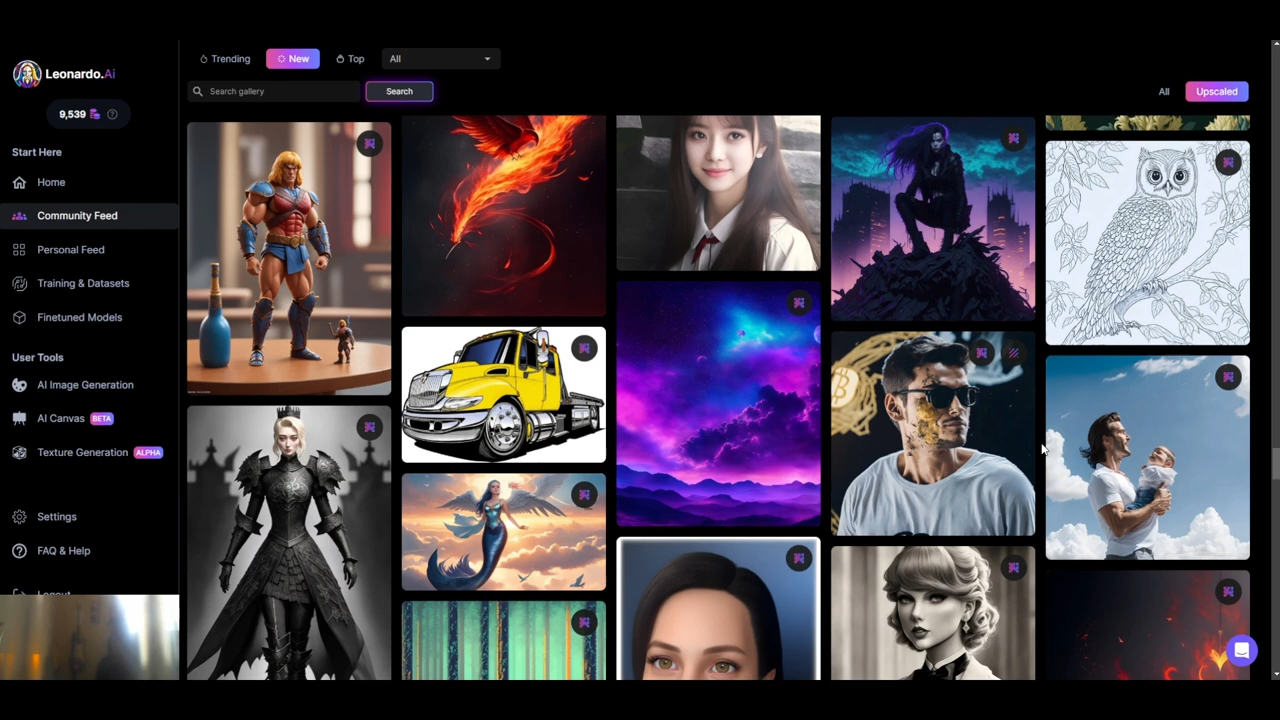 Leonardo.Ai
9,539
Start Here
Home
Community Feed
Personal Feed
Training & Datasets
Finetuned Models
User Tools
AI Image Generation
AI Canvas BETA
Texture Generation ALPHA
Settings
FAQ & Help
Logout
Trending
New
Top
All
Search gallery
Search
All
Upscaled